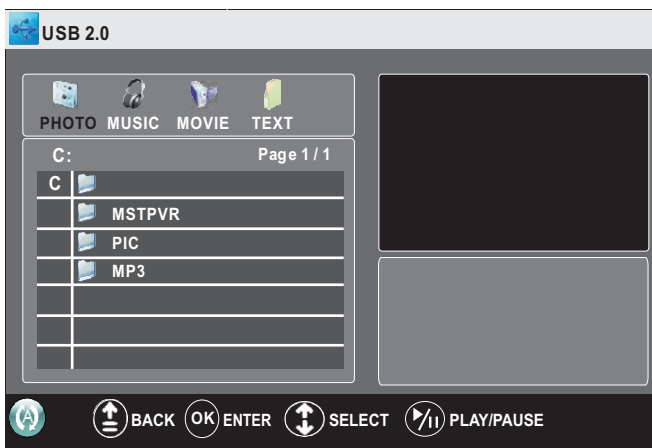 USB 2.0
PHOTO MUSIC MOVIE TEXT
C: Page 1 / 1
C
MSTPVR
PIC
MP3
A BACK OK ENTER SELECT PLAY/PAUSE